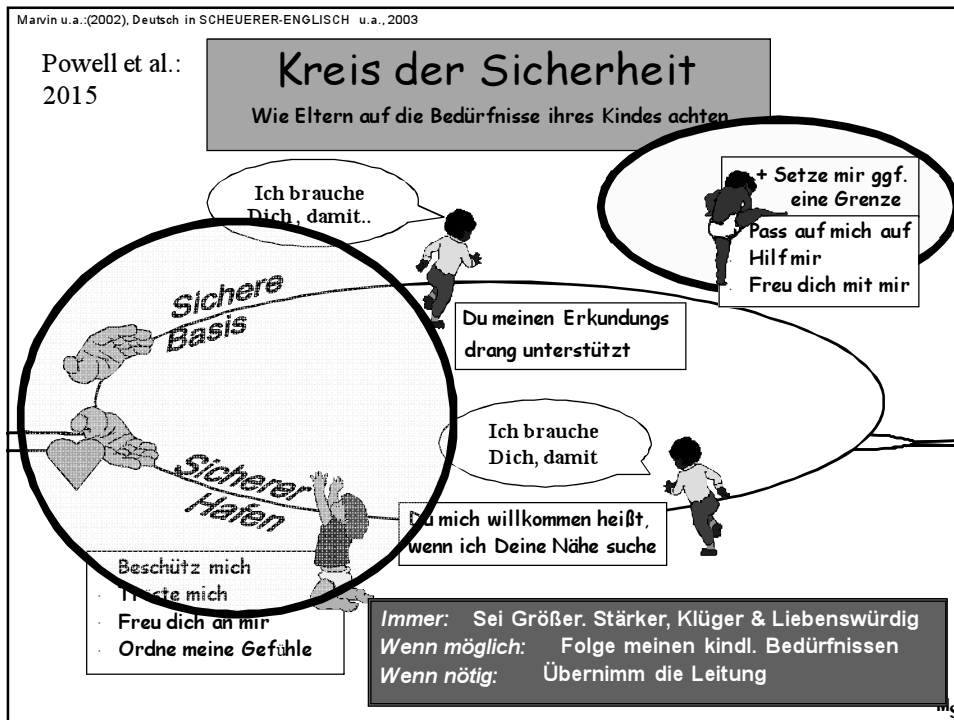 Marvin u.a.:(2002), Deutsch in SCHEUERER-ENGLISCH u.a., 2003
Powell et al.:
2015
Kreis der Sicherheit
Wie Eltern auf die Bedürfnisse ihres Kindes achten
Ich brauche
Dich, damit..
+ Setze mir ggf.
eine Grenze
Pass auf mich auf
Hilf mir
Freu dich mit mir
Sichere
Basis
Du meinen Erkundungs
drang unterstützt
Ich brauche
Dich, damit
Sicherer
Hafen
Du mich willkommen heißt,
wenn ich Deine Nähe suche
Beschütz mich
Tröste mich
Freu dich an mir
Ordne meine Gefühle
Immer: Sei Größer. Stärker, Klüger & Liebenswürdig
Wenn möglich: Folge meinen kindl. Bedürfnissen
Wenn nötig: Übernimm die Leitung